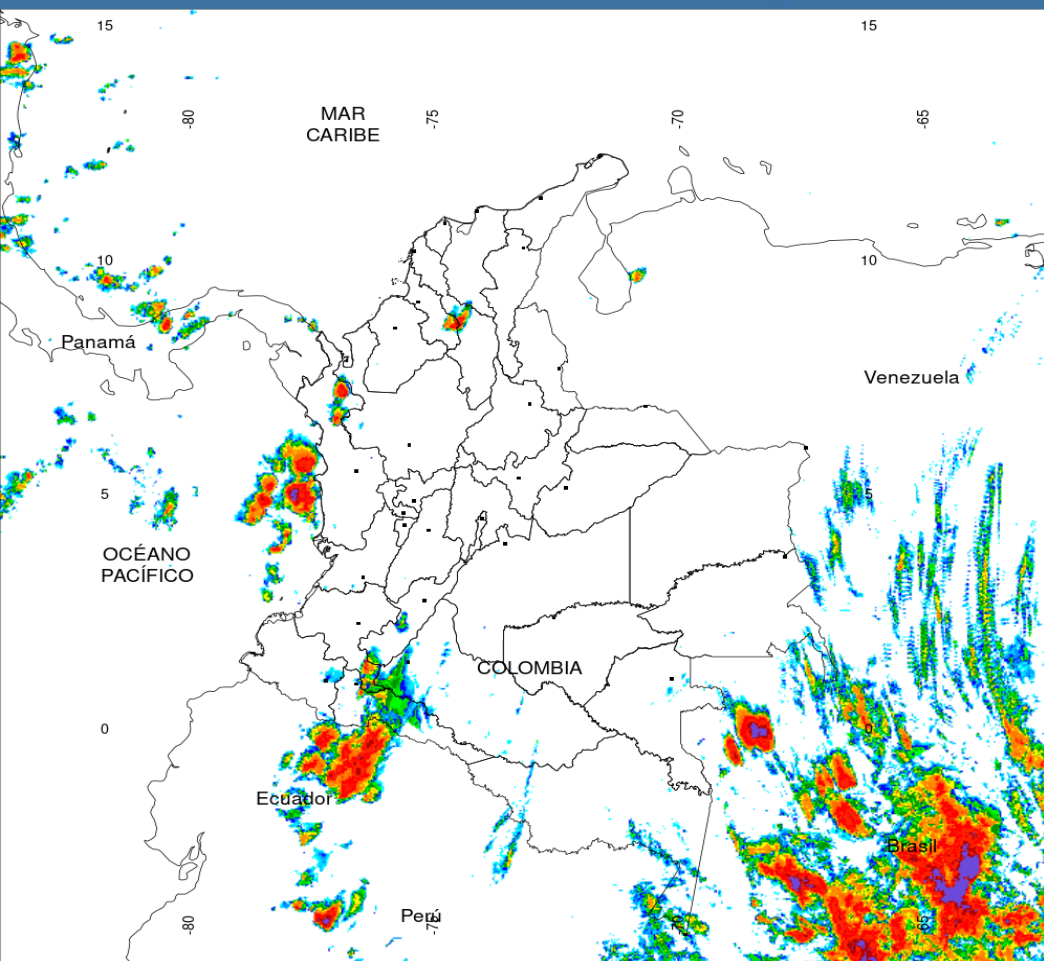 15
15
-80
MAR
CARIBE
-75
-70
-65
10
10
Panamá
Venezuela
5
5
OCÉANO
PACÍFICO
COLOMBIA
0
0
Ecuador
Brasil
Perú
-80
-75
-70
-65